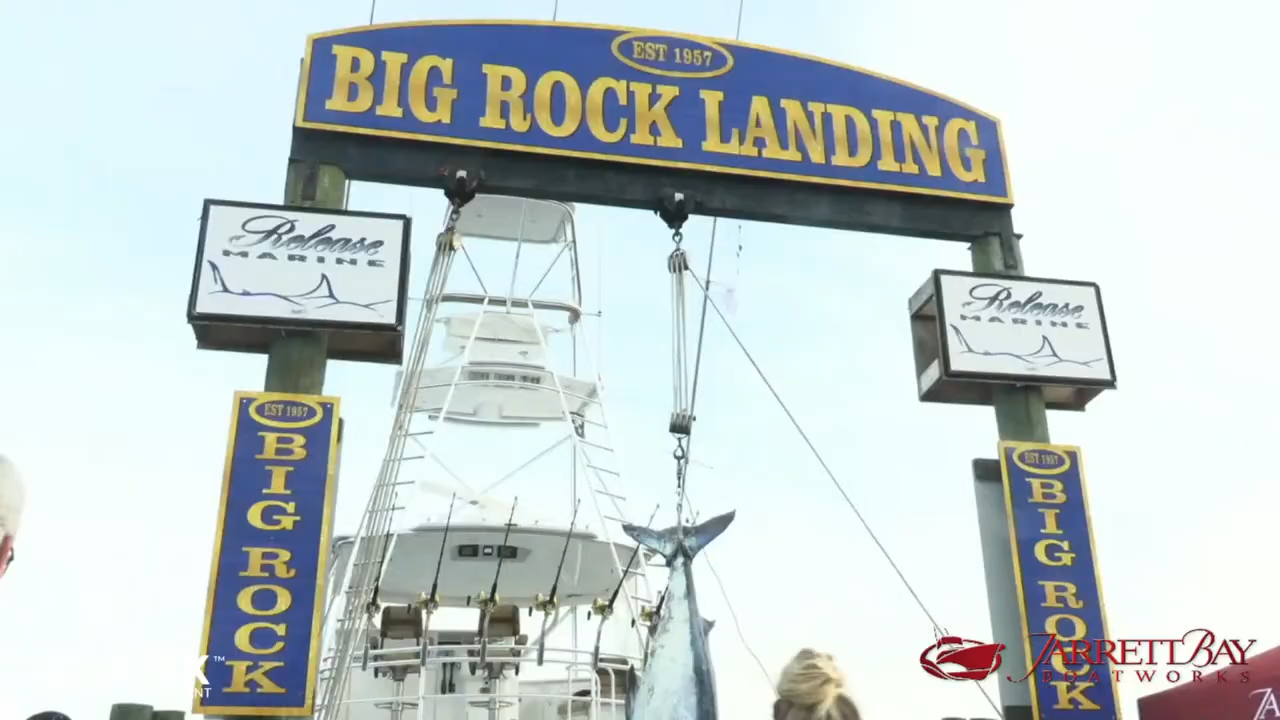 EST 1957
BIG ROCK LANDING
Release
MARINE
Release
MARINE
EST 1957
BIG ROCK
EST 1957
BIG ROCK
JARRETT BAY
BOATWORKS